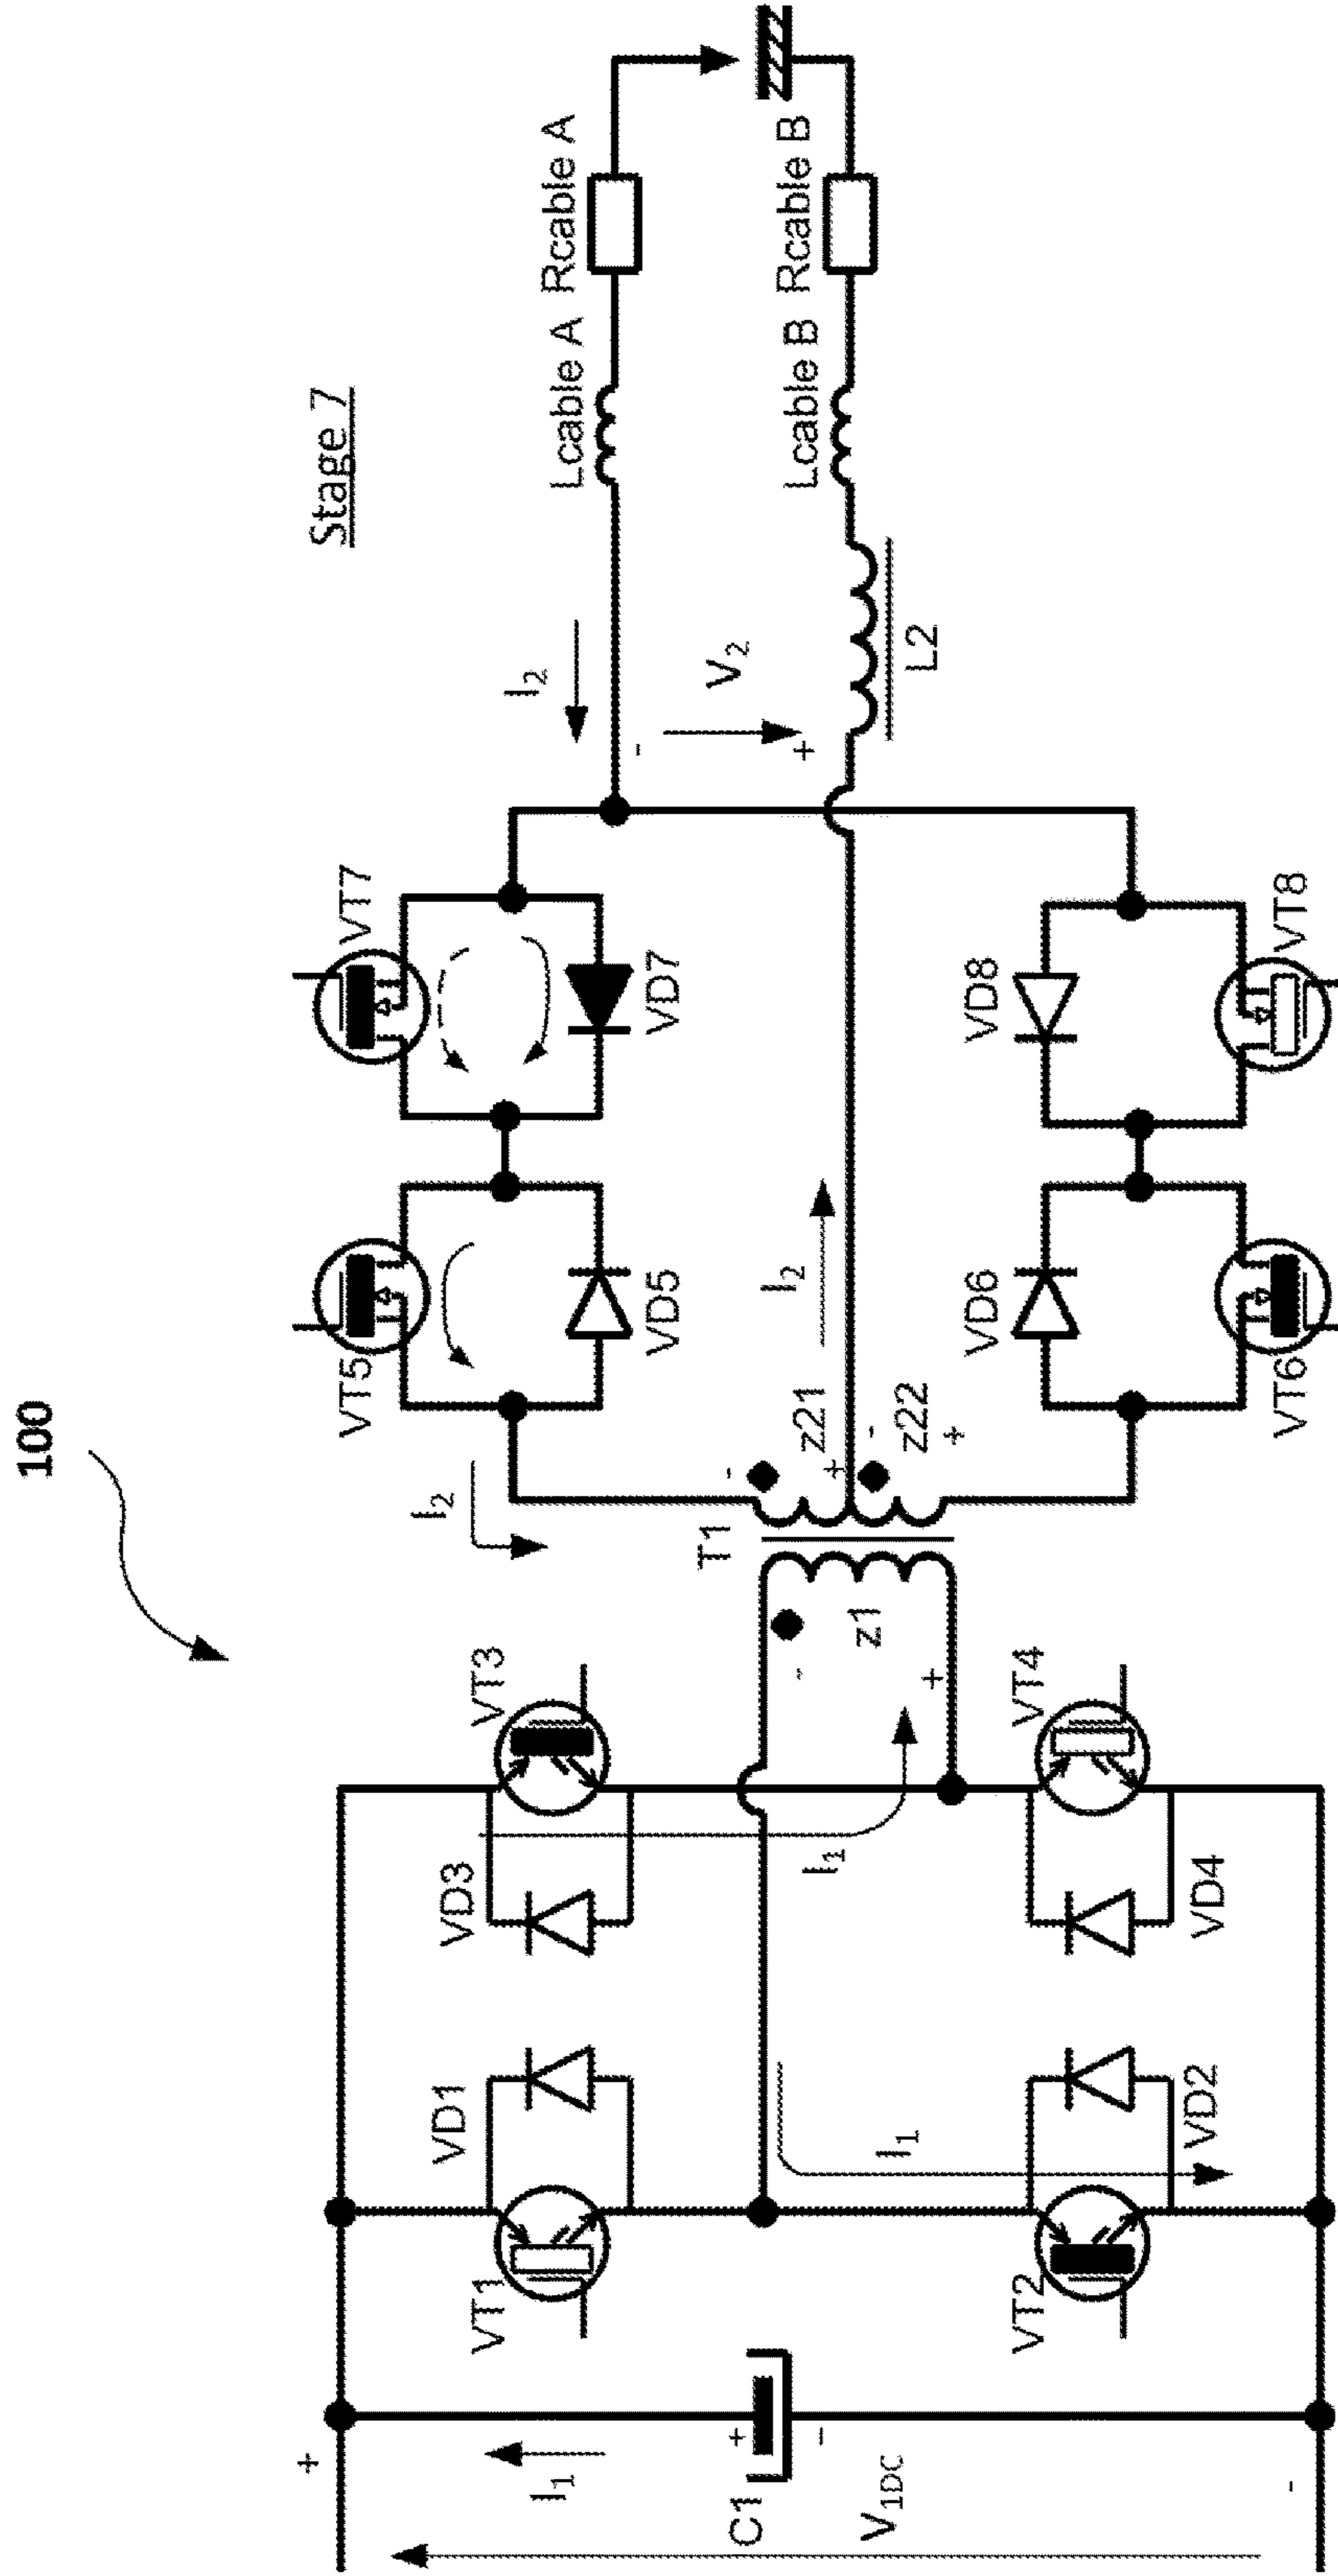 100
Stage 7
+
-
V1DC
C1
+
-
I1
VT1
VD1
VT2
VD2
I1
VD3
VT3
I1
VD4
VT4
-
+
z1
T1
-
+
z21
-
z22
+
I2
I2
VT5
VD5
VT7
VD7
VD6
VT6
VD8
VT8
I2
-
V2
+
L2
Lcable A
Rcable A
Lcable B
Rcable B